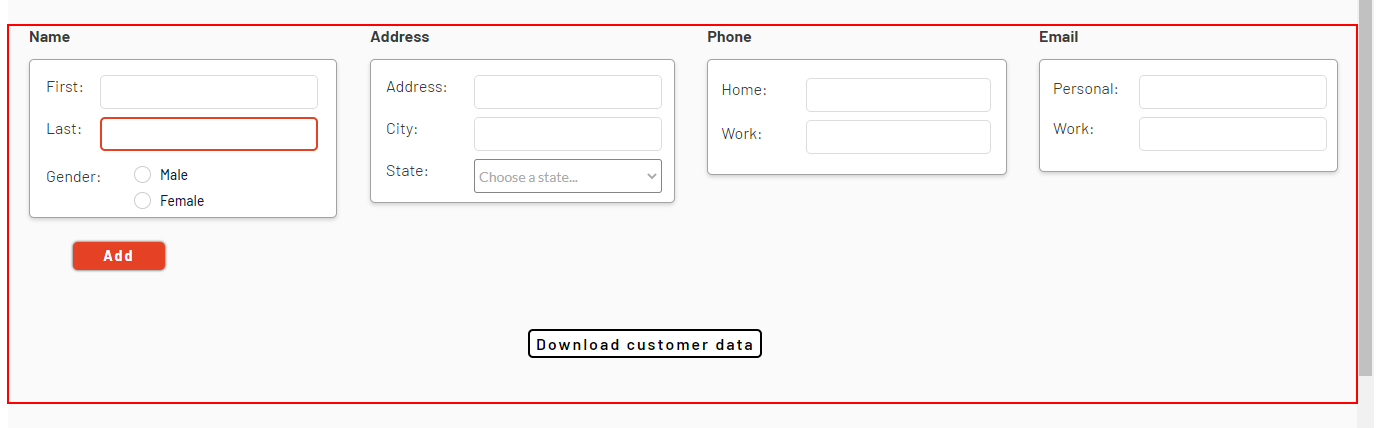 Name
First:
Last:
Gender:
Male
Female
Add
Address
Address:
City:
State:
Choose a state...
Phone
Home:
Work:
Email
Personal:
Work:
Download customer data